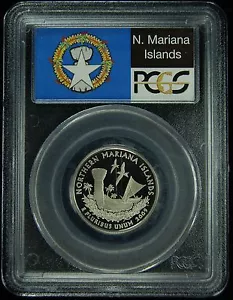 N. Mariana
Islands
PCGS
NORTHERN MARIANA ISLANDS
E PLURIBUS UNUM 2009